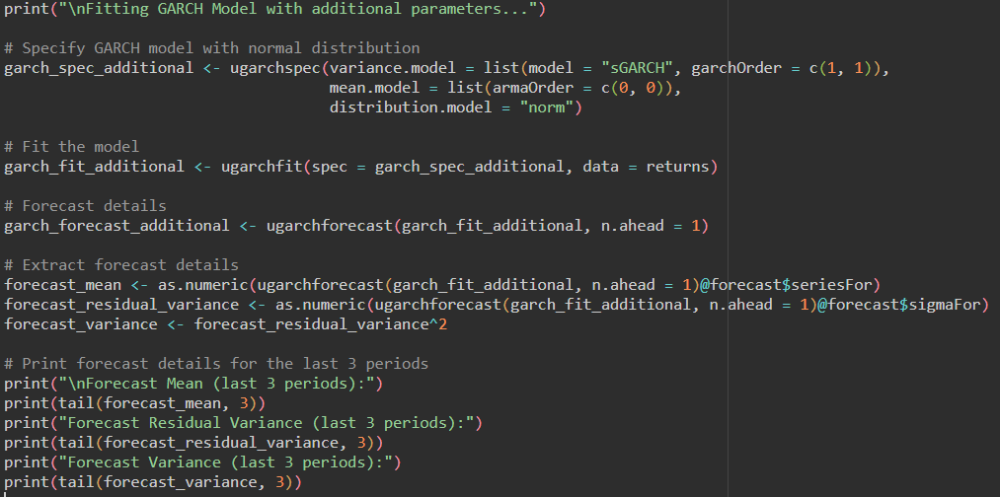 print("\nFitting GARCH Model with additional parameters...")
# Specify GARCH model with normal distribution
garch_spec_additional <- ugarchspec(variance.model = list(model = "sGARCH", garchOrder = c(1, 1)),
mean.model = list(armaOrder = c(0, 0)),
distribution.model = "norm")
# Fit the model
garch_fit_additional <- ugarchfit(spec = garch_spec_additional, data = returns)
# Forecast details
garch_forecast_additional <- ugarchforecast(garch_fit_additional, n.ahead = 1)
# Extract forecast details
forecast_mean <- as.numeric(ugarchforecast(garch_fit_additional, n.ahead = 1)@forecast$seriesFor)
forecast_residual_variance <- as.numeric(ugarchforecast(garch_fit_additional, n.ahead = 1)@forecast$sigmaFor)
forecast_variance <- forecast_residual_variance^2
# Print forecast details for the last 3 periods
print("\nForecast Mean (last 3 periods):")
print(tail(forecast_mean, 3))
print("Forecast Residual Variance (last 3 periods):")
print(tail(forecast_residual_variance, 3))
print("Forecast Variance (last 3 periods):")
print(tail(forecast_variance, 3))